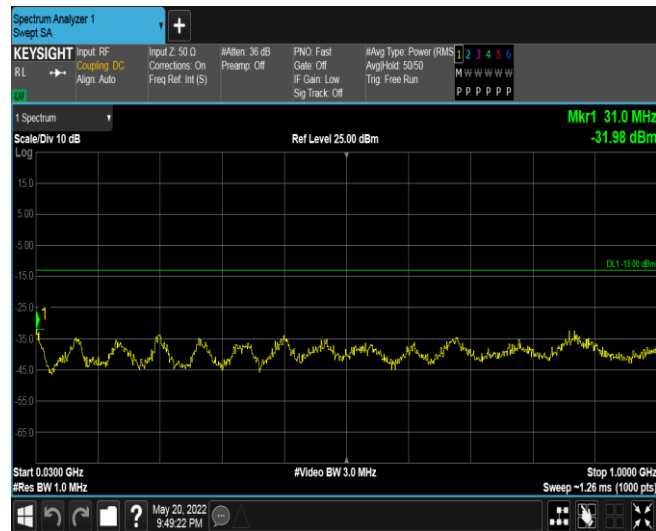 Spectrum Analyzer 1
Swept SA
+
KEYSIGHT
RL
LXI
Input: RF
Coupling: DC
Align: Auto
Input Z: 50 Ω
Corrections: On
Freq Ref: Int (S)
#Atten: 36 dB
Preamp: Off
PNO: Fast
Gate: Off
IF Gain: Low
Sig Track: Off
#Avg Type: Power (RMS
Avg|Hold: 50/50
Trig: Free Run
1 2 3 4 5 6
M W W W W W
P P P P P P
1 Spectrum
Scale/Div 10 dB
Ref Level 25.00 dBm
Mkr1 31.0 MHz
-31.98 dBm
Log
15.0
5.00
-5.00
DL1 -13.00 dBm
-15.0
-25.0
1
-35.0
-45.0
-55.0
-65.0
Start 0.0300 GHz
#Video BW 3.0 MHz
Stop 1.0000 GHz
#Res BW 1.0 MHz
Sweep ~1.26 ms (1000 pts)
?
May 20, 2022
9:49:22 PM